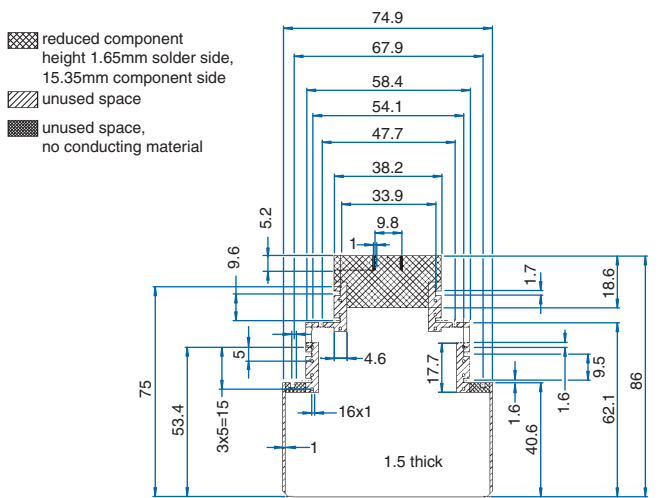 74.9
reduced component
height 1.65mm solder side,
15.35mm component side
67.9
58.4
unused space
54.1
unused space,
no conducting material
47.7
38.2
33.9
5.2
9.8
1
9.6
1.7
18.6
5
4.6
17.7
9.5
75
53.4
3x5=15
16x1
1.6
1.6
62.1
86
40.6
1
1.5 thick